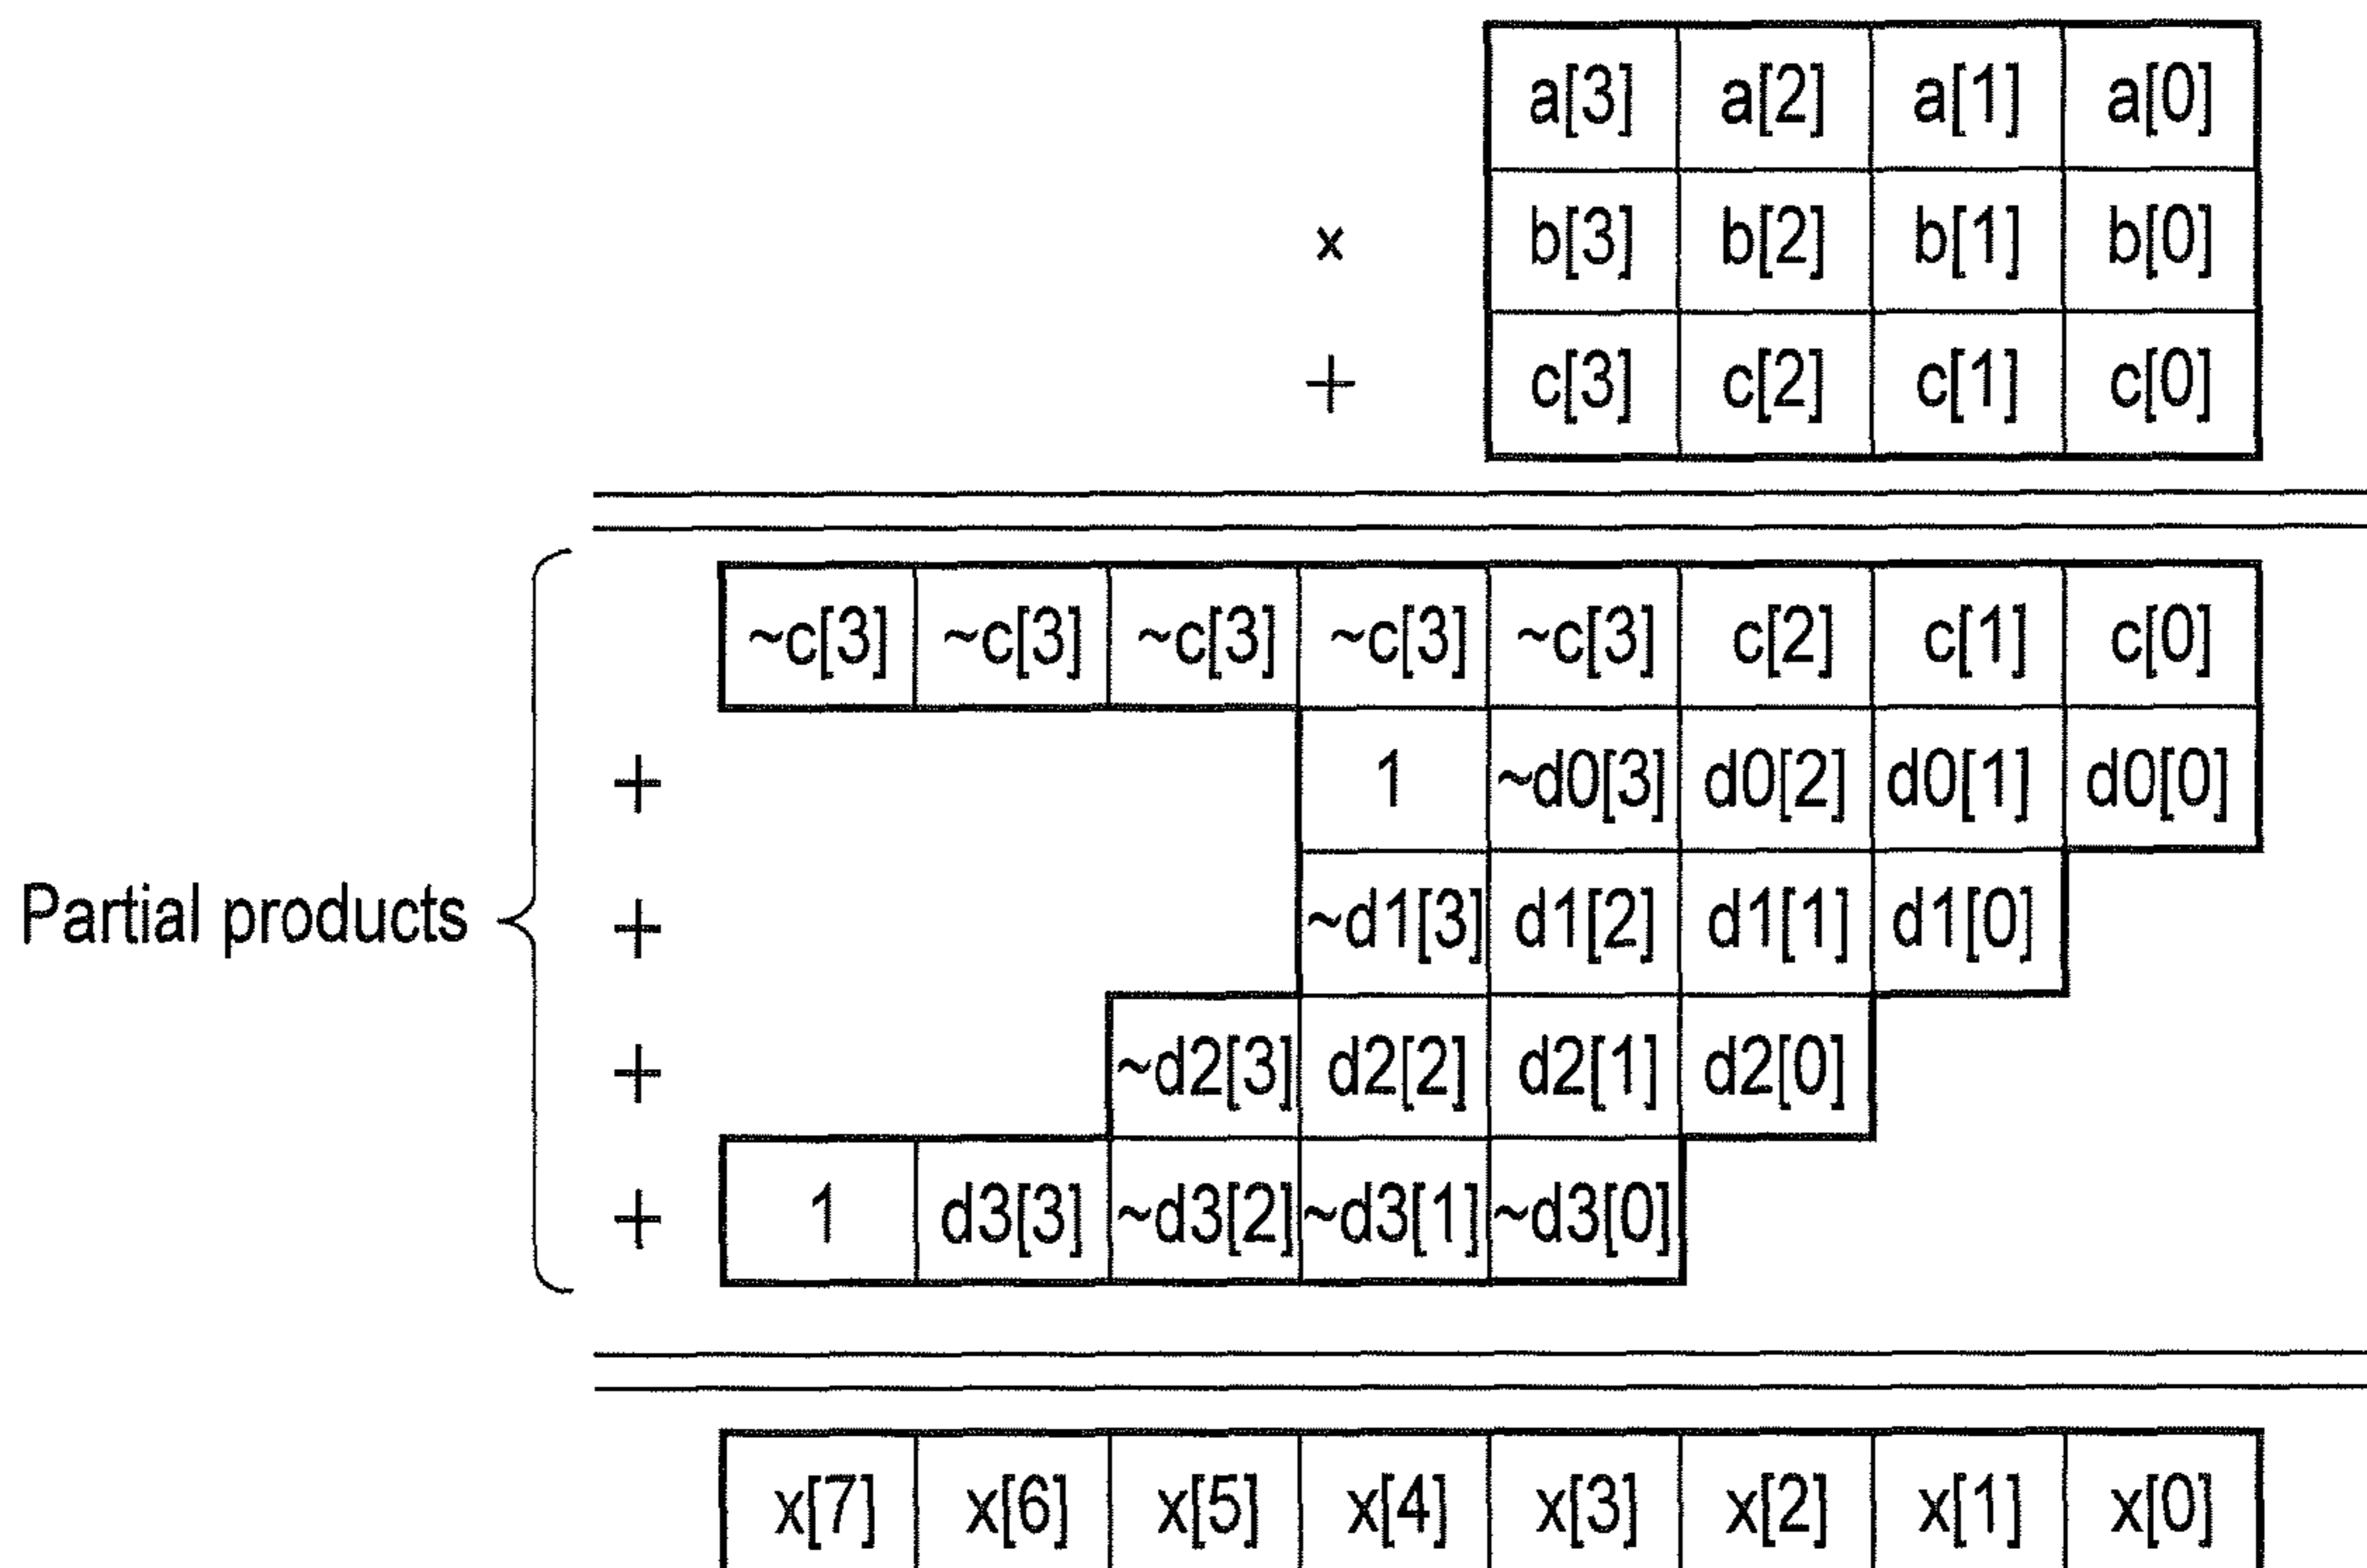 a[3] a[2] a[1] a[0]
× b[3] b[2] b[1] b[0]
+ c[3] c[2] c[1] c[0]
~c[3] ~c[3] ~c[3] ~c[3] ~c[3] c[2] c[1] c[0]
+ 1 ~d0[3] d0[2] d0[1] d0[0]
Partial products
+ ~d1[3] d1[2] d1[1] d1[0]
+ ~d2[3] d2[2] d2[1] d2[0]
+ 1 d3[3] ~d3[2] ~d3[1] ~d3[0]
x[7] x[6] x[5] x[4] x[3] x[2] x[1] x[0]